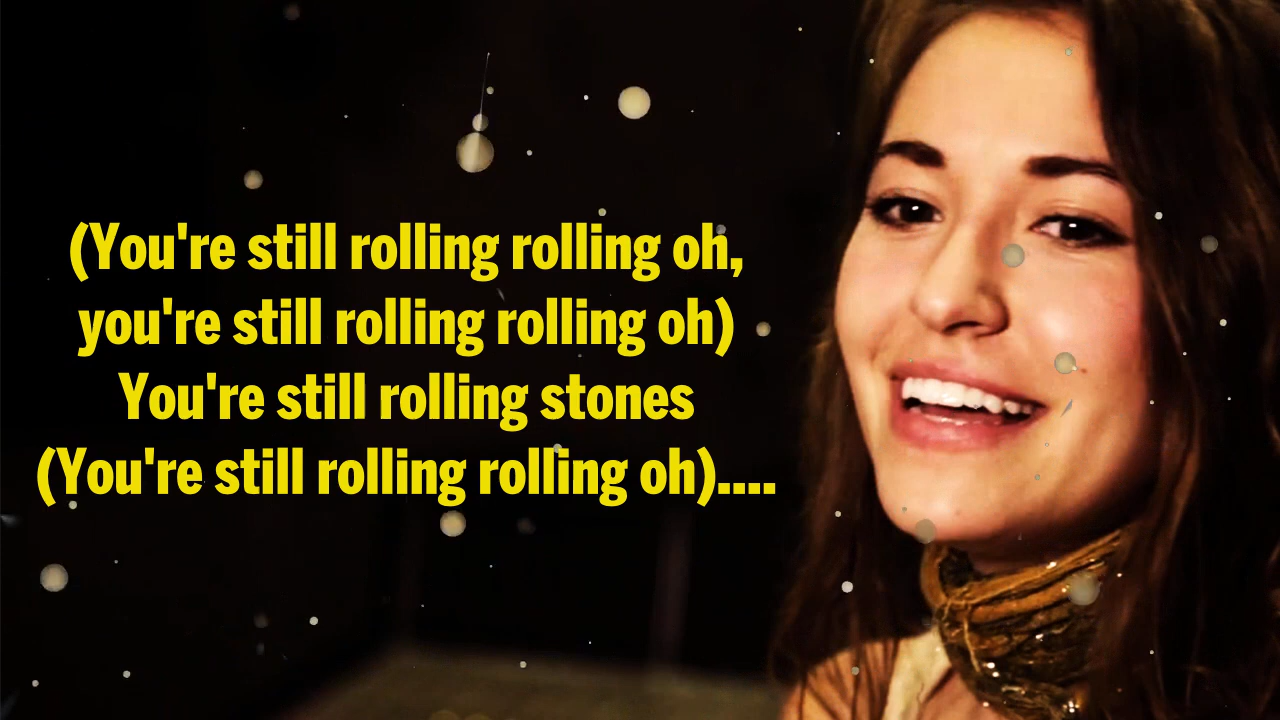 (You're still rolling rolling oh,
you're still rolling rolling oh)
You're still rolling stones
(You're still rolling rolling oh)....